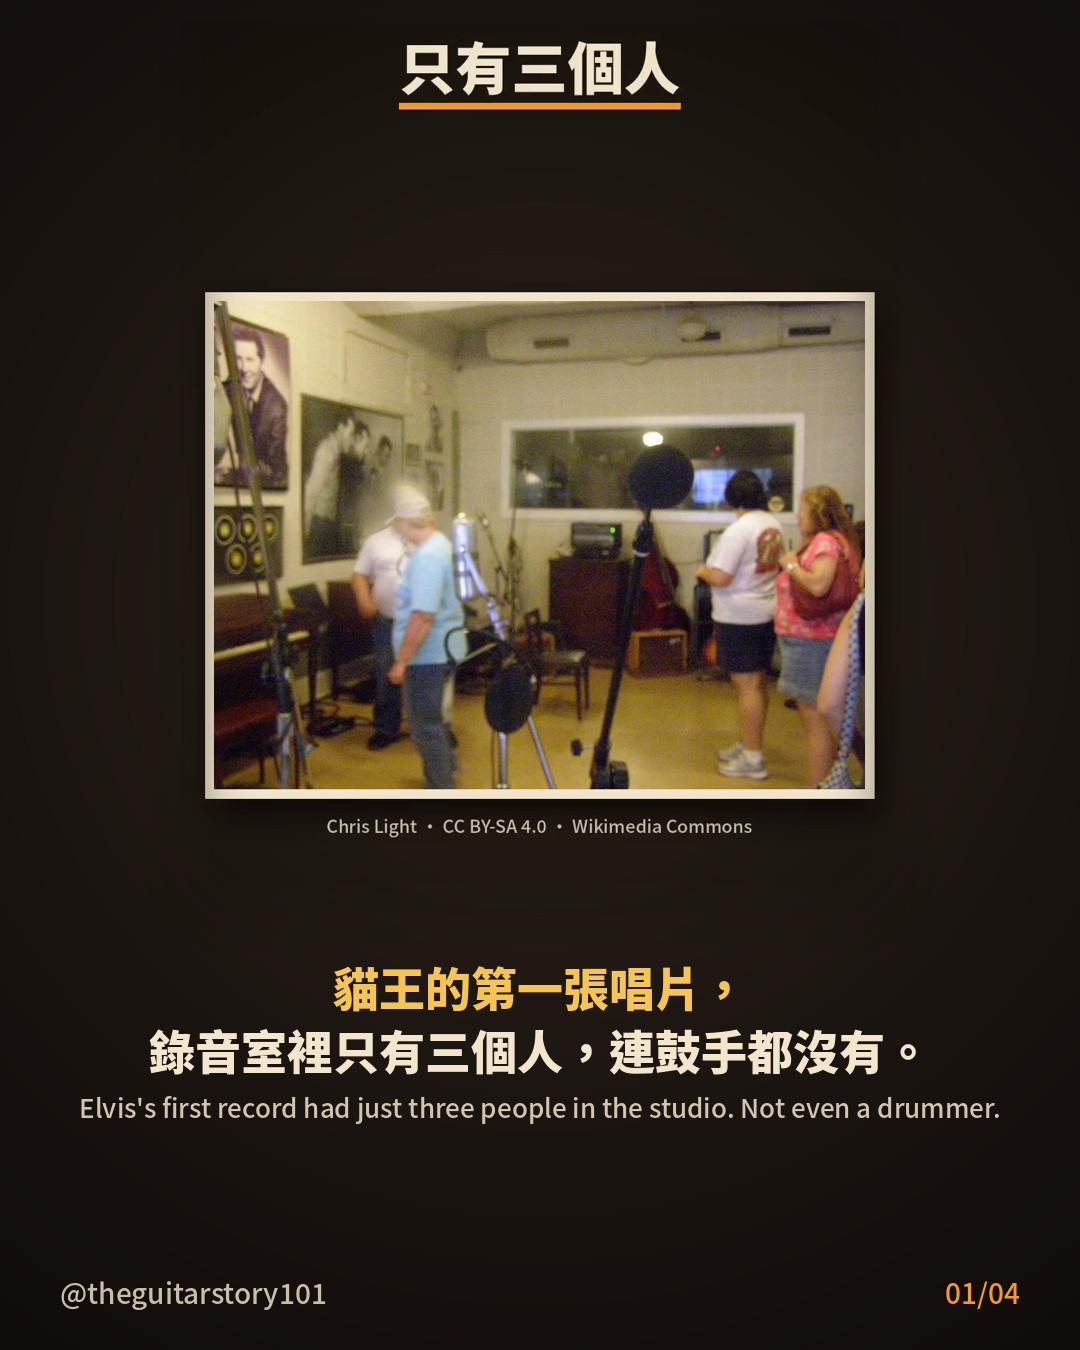 只有三個人
Chris Light • CC BY-SA 4.0 • Wikimedia Commons
貓王的第一張唱片，
錄音室裡只有三個人，連鼓手都沒有。
Elvis's first record had just three people in the studio. Not even a drummer.
@theguitarstory101
01/04